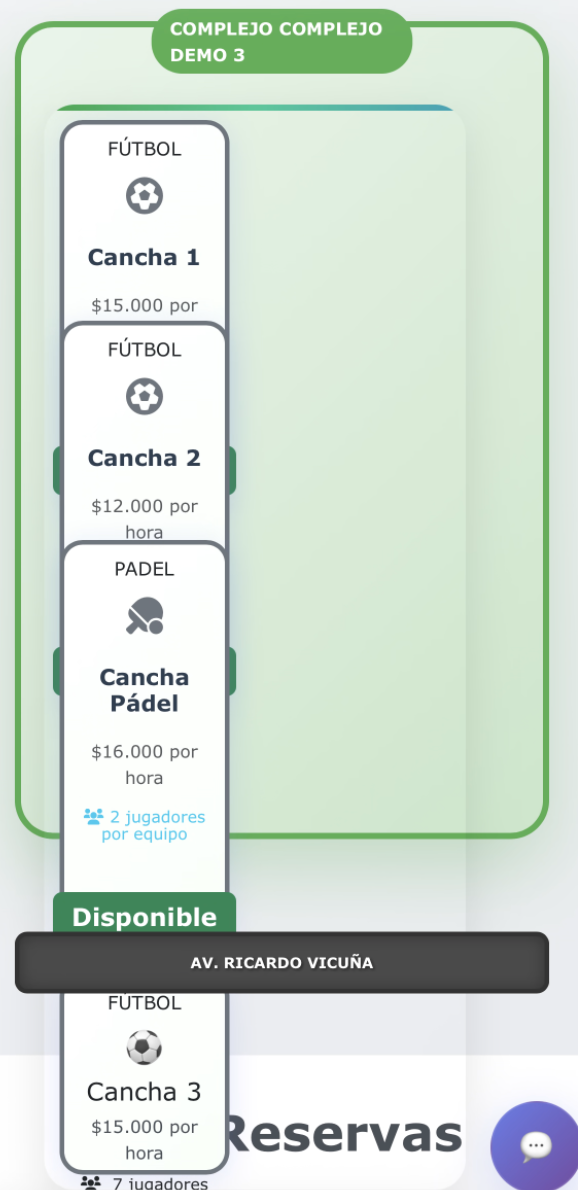 COMPLEJO COMPLEJO
DEMO 3
FÚTBOL
Cancha 1
$15.000 por
FÚTBOL
Cancha 2
$12.000 por
hora
PADEL
Cancha
Pádel
$16.000 por
hora
2 jugadores
por equipo
Disponible
AV. RICARDO VICUÑA
FÚTBOL
Cancha 3
$15.000 por
hora
Reservas
7 jugadores